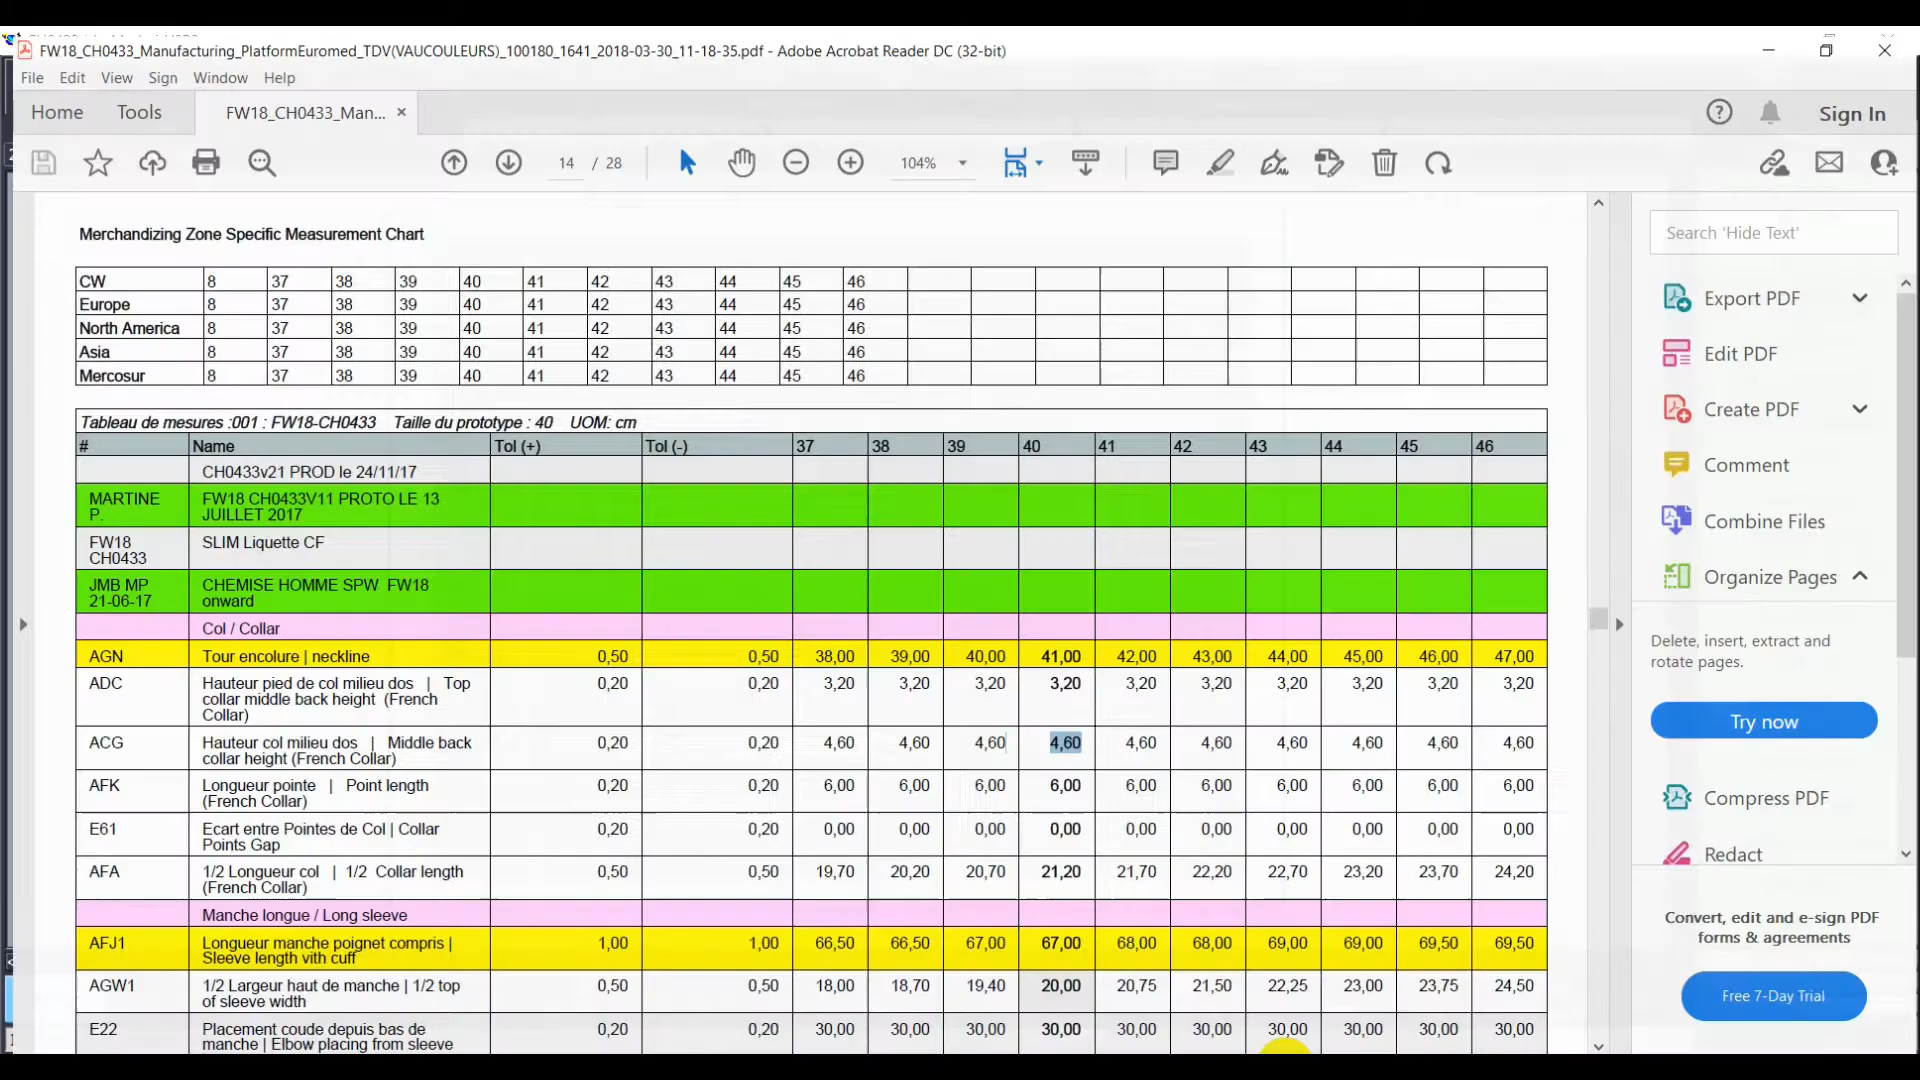 FW18_CH0433_Manufacturing_PlatformEuromed_TDV(VAUCOULEURS)_100180_1641_2018-03-30_11-18-35.pdf - Adobe Acrobat Reader DC (32-bit)
File Edit View Sign Window Help
Home Tools FW18_CH0433_Man... Sign In
14 / 28 104%
Merchandizing Zone Specific Measurement Chart
CW 8 37 38 39 40 41 42 43 44 45 46
Europe 8 37 38 39 40 41 42 43 44 45 46
North America 8 37 38 39 40 41 42 43 44 45 46
Asia 8 37 38 39 40 41 42 43 44 45 46
Mercosur 8 37 38 39 40 41 42 43 44 45 46
Tableau de mesures :001 : FW18-CH0433 Taille du prototype : 40 UOM: cm
# Name Tol (+) Tol (-) 37 38 39 40 41 42 43 44 45 46
CH0433v21 PROD le 24/11/17
MARTINE P. FW18 CH0433V11 PROTO LE 13 JUILLET 2017
FW18 CH0433 SLIM Liquette CF
JMB MP 21-06-17 CHEMISE HOMME SPW FW18 onward
Col / Collar
AGN Tour encolure | neckline 0,50 0,50 38,00 39,00 40,00 41,00 42,00 43,00 44,00 45,00 46,00 47,00
ADC Hauteur pied de col milieu dos | Top collar middle back height (French Collar) 0,20 0,20 3,20 3,20 3,20 3,20 3,20 3,20 3,20 3,20 3,20 3,20
ACG Hauteur col milieu dos | Middle back collar height (French Collar) 0,20 0,20 4,60 4,60 4,60 4,60 4,60 4,60 4,60 4,60 4,60 4,60
AFK Longueur pointe | Point length (French Collar) 0,20 0,20 6,00 6,00 6,00 6,00 6,00 6,00 6,00 6,00 6,00 6,00
E61 Ecart entre Pointes de Col | Collar Points Gap 0,20 0,20 0,00 0,00 0,00 0,00 0,00 0,00 0,00 0,00 0,00 0,00
AFA 1/2 Longueur col | 1/2 Collar length (French Collar) 0,50 0,50 19,70 20,20 20,70 21,20 21,70 22,20 22,70 23,20 23,70 24,20
Manche longue / Long sleeve
AFJ1 Longueur manche poignet compris | Sleeve length vith cuff 1,00 1,00 66,50 66,50 67,00 67,00 68,00 68,00 69,00 69,00 69,50 69,50
AGW1 1/2 Largeur haut de manche | 1/2 top of sleeve width 0,50 0,50 18,00 18,70 19,40 20,00 20,75 21,50 22,25 23,00 23,75 24,50
E22 Placement coude depuis bas de manche | Elbow placing from sleeve 0,20 0,20 30,00 30,00 30,00 30,00 30,00 30,00 30,00 30,00 30,00 30,00
Search 'Hide Text'
Export PDF
Edit PDF
Create PDF
Comment
Combine Files
Organize Pages
Delete, insert, extract and
rotate pages.
Try now
Compress PDF
Redact
Convert, edit and e-sign PDF
forms & agreements
Free 7-Day Trial